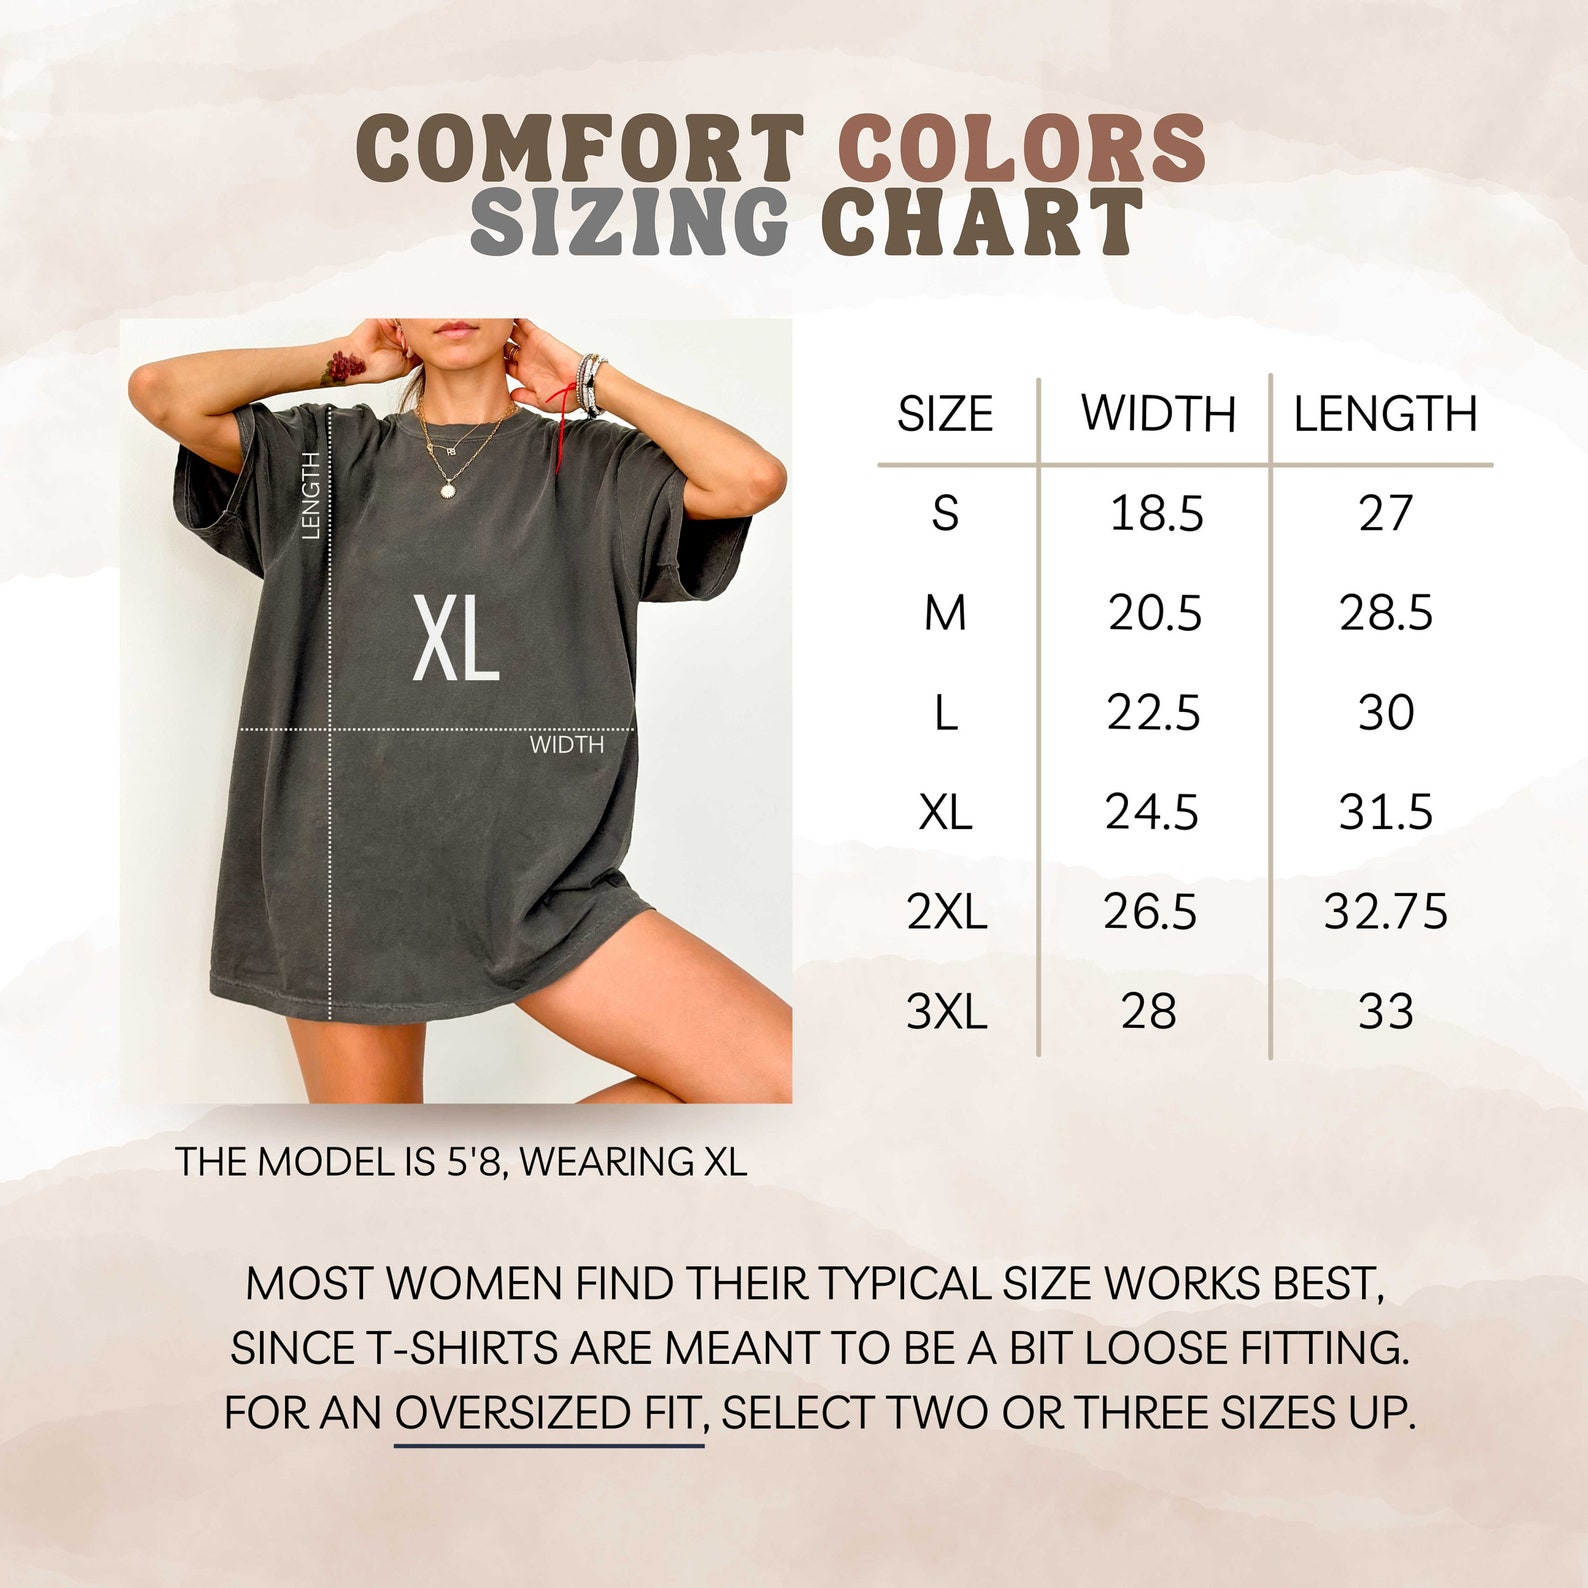 COMFORT COLORS
SIZING CHART
LENGTH
XL
WIDTH
SIZE WIDTH LENGTH
S 18.5 27
M 20.5 28.5
L 22.5 30
XL 24.5 31.5
2XL 26.5 32.75
3XL 28 33
THE MODEL IS 5'8, WEARING XL
MOST WOMEN FIND THEIR TYPICAL SIZE WORKS BEST,
SINCE T-SHIRTS ARE MEANT TO BE A BIT LOOSE FITTING.
FOR AN OVERSIZED FIT, SELECT TWO OR THREE SIZES UP.